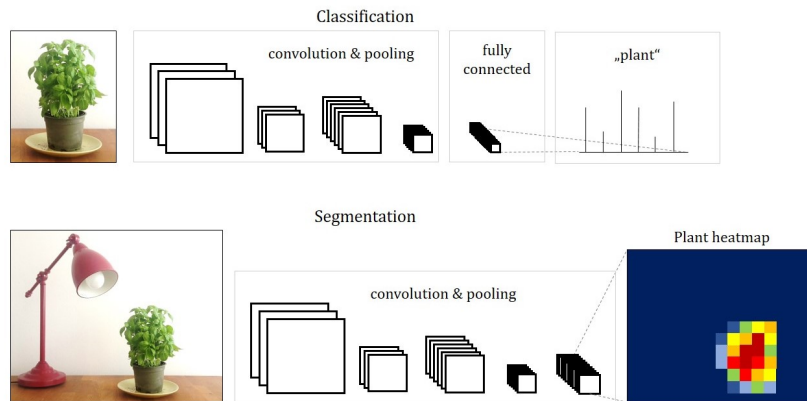 Classification
convolution & pooling
fully
connected
„plant“
Segmentation
Plant heatmap
convolution & pooling